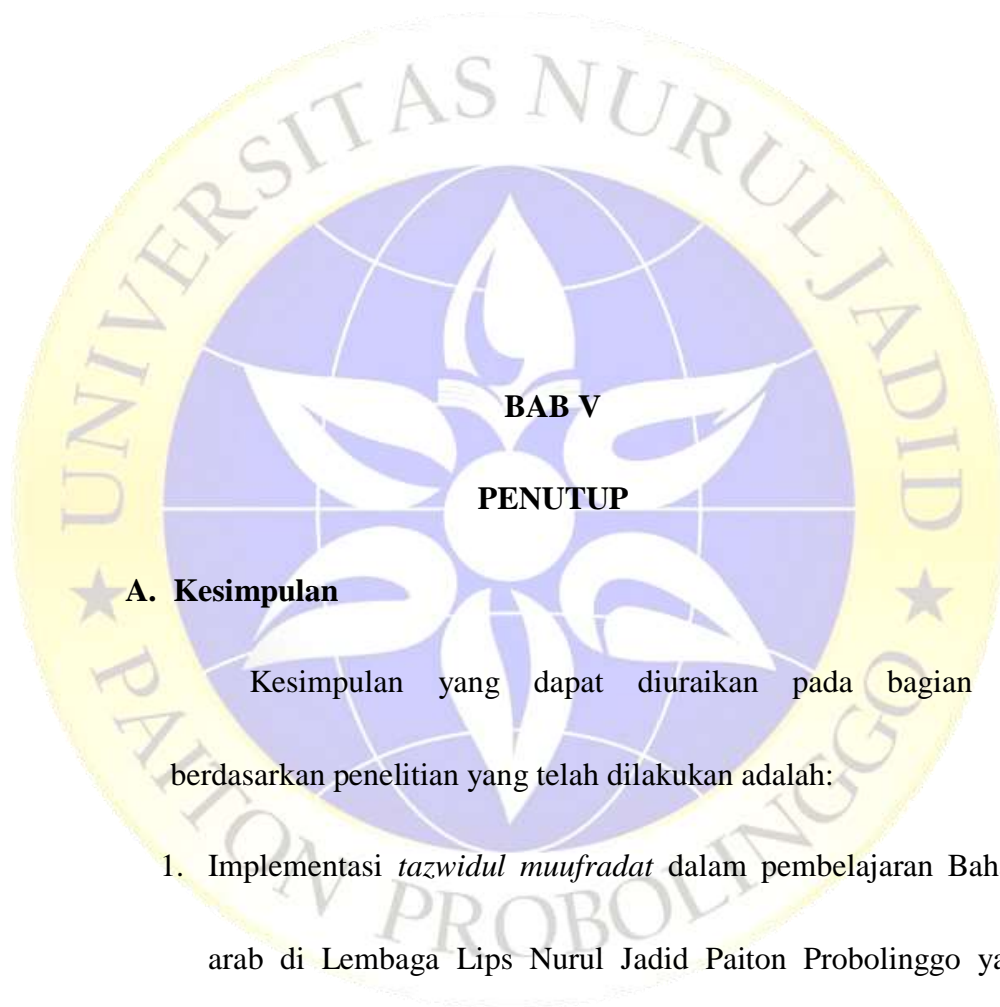 UNIVERSITAS NURUL JADID
★ PAITON PROBOLINGGO ★
BAB V
PENUTUP
A. Kesimpulan
Kesimpulan yang dapat diuraikan pada bagian
berdasarkan penelitian yang telah dilakukan adalah:
1. Implementasi tazwidul muufradat dalam pembelajaran Bah
arab di Lembaga Lips Nurul Jadid Paiton Probolinggo ya